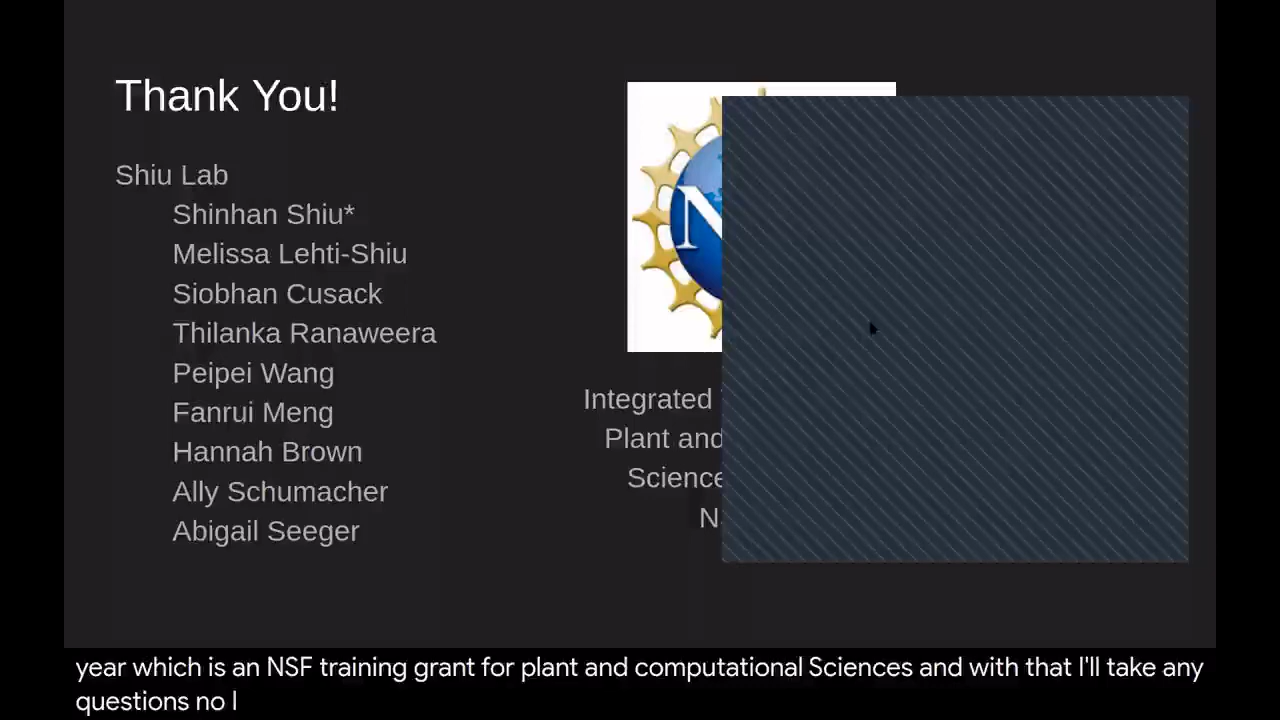 Thank You!
Shiu Lab
Shinhan Shiu*
Melissa Lehti-Shiu
Siobhan Cusack
Thilanka Ranaweera
Peipei Wang
Fanrui Meng
Hannah Brown
Ally Schumacher
Abigail Seeger
N
Integrated
Plant and
Science
N
year which is an NSF training grant for plant and computational Sciences and with that I'll take any
questions no I